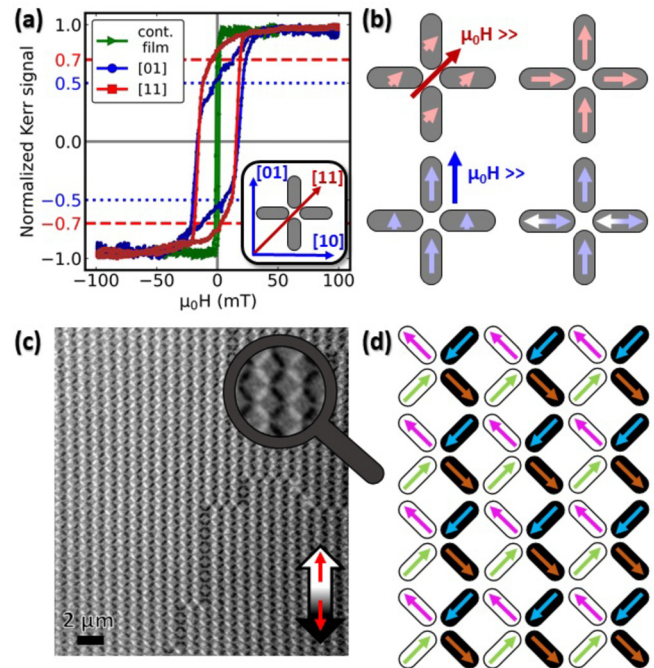 (a)
Normalized Kerr signal
1.0
0.7
0.5
0.0
−0.5
−0.7
−1.0
cont.
film
[01]
[11]
[01]
[11]
[10]
−100
−50
0
50
100
μ₀H (mT)
(b)
μ₀H >>
μ₀H >>
(c)
2 μm
(d)